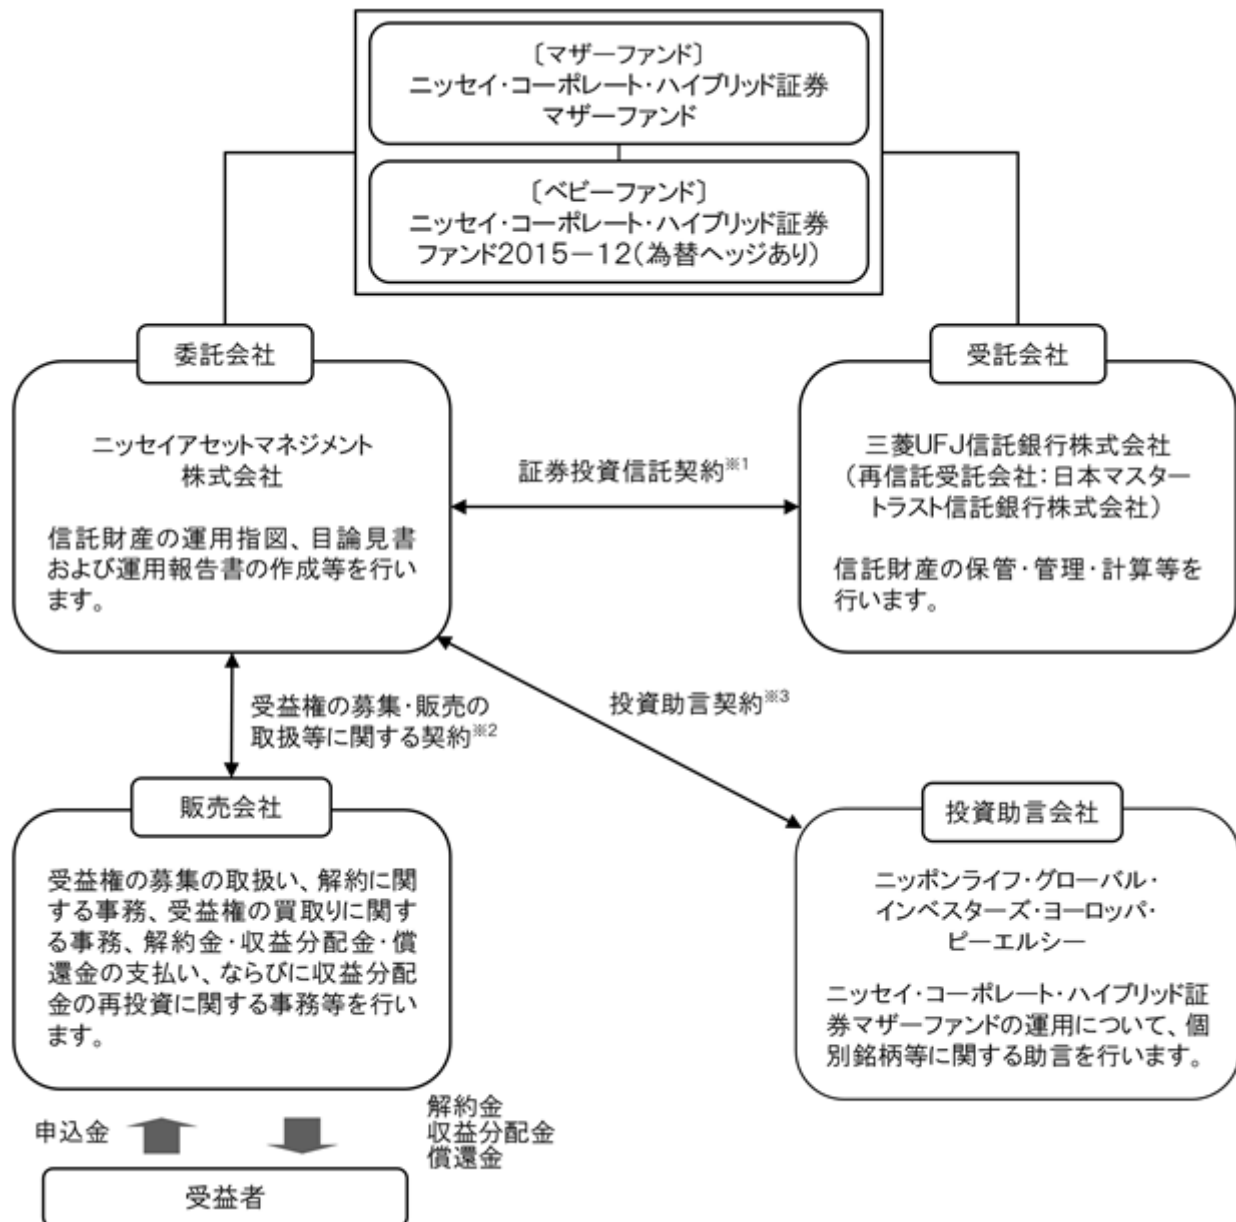 〔マザーファンド〕
ニッセイ・コーポレート・ハイブリッド証券
マザーファンド
〔ベビーファンド〕
ニッセイ・コーポレート・ハイブリッド証券
ファンド2015－12(為替ヘッジあり)
委託会社
ニッセイアセットマネジメント
株式会社
信託財産の運用指図、目論見書
および運用報告書の作成等を行い
ます。
証券投資信託契約※1
受託会社
三菱UFJ信託銀行株式会社
(再信託受託会社:日本マスター
トラスト信託銀行株式会社)
信託財産の保管・管理・計算等を
行います。
受益権の募集・販売の
取扱等に関する契約※2
投資助言契約※3
販売会社
受益権の募集の取扱い、解約に関
する事務、受益権の買取りに関す
る事務、解約金・収益分配金・償
還金の支払い、ならびに収益分配
金の再投資に関する事務等を行い
ます。
投資助言会社
ニッポンライフ・グローバル・
インベスターズ・ヨーロッパ・
ピーエルシー
ニッセイ・コーポレート・ハイブリッド証
券マザーファンドの運用について、個
別銘柄等に関する助言を行います。
申込金
解約金
収益分配金
償還金
受益者